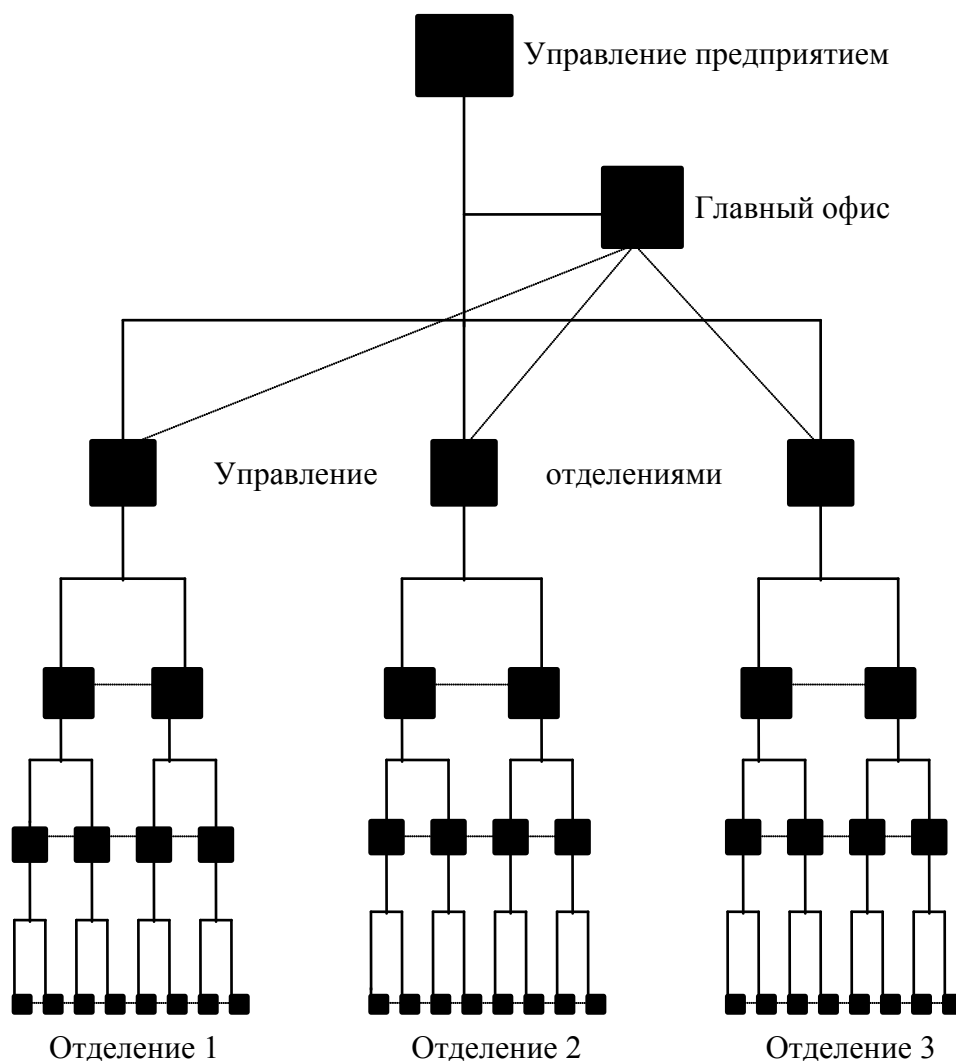 Управление предприятием
Главный офис
Управление отделениями
Отделение 1 Отделение 2 Отделение 3